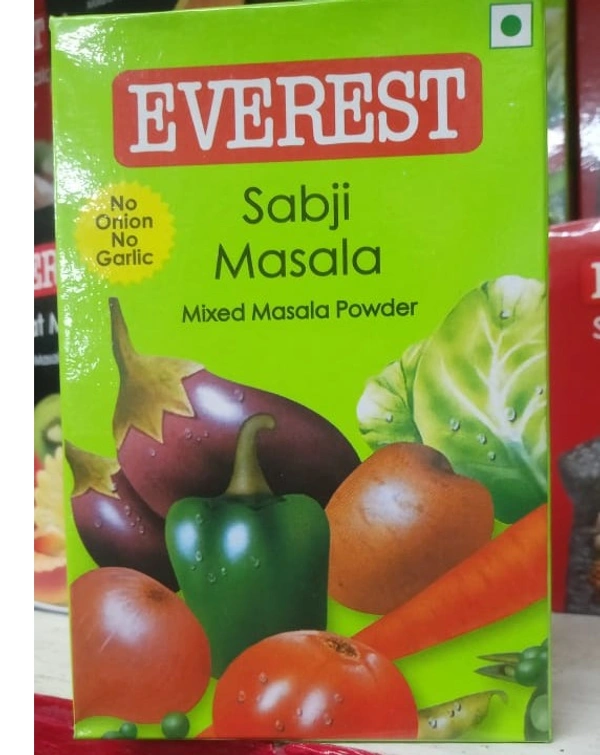 EVEREST
No
Onion
No
Garlic
Sabji
Masala
Mixed Masala Powder